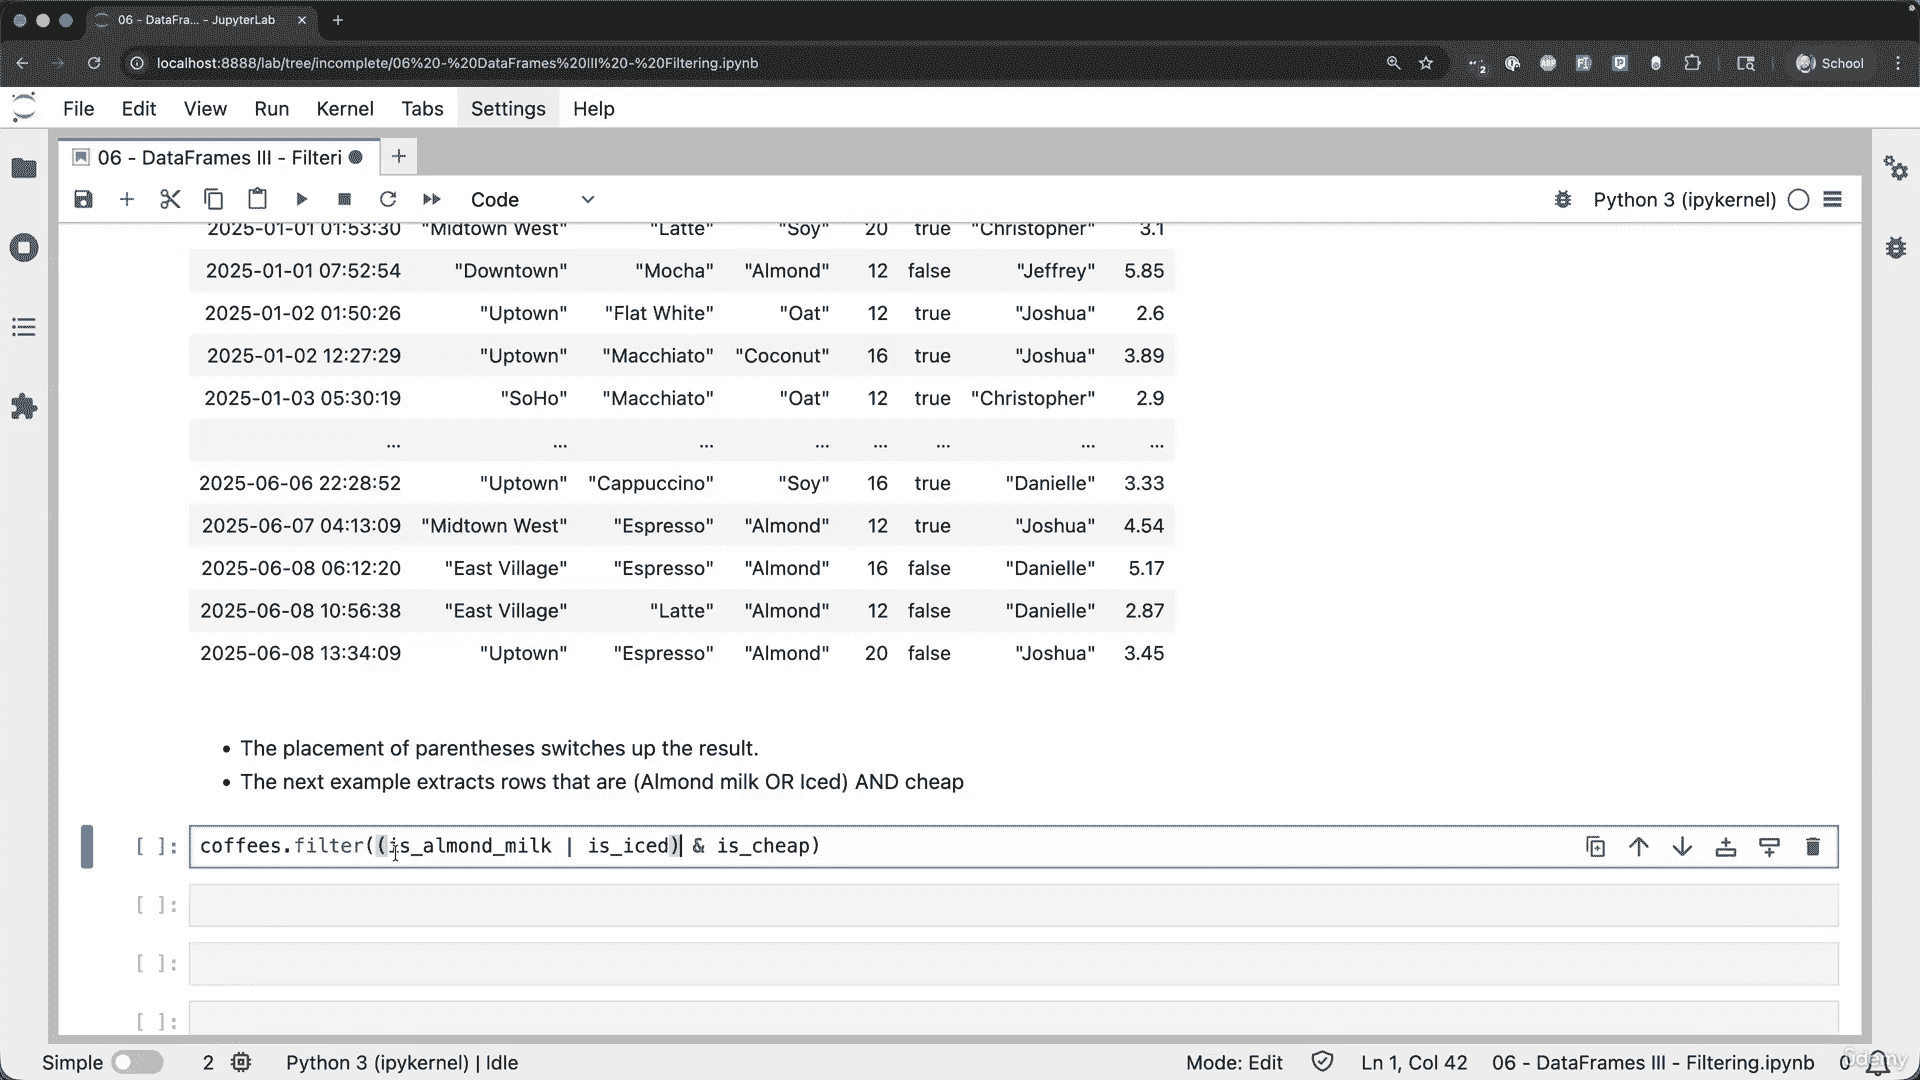 06 - DataFra... - JupyterLab
localhost:8888/lab/tree/incomplete/06%20-%20DataFrames%20III%20-%20Filtering.ipynb
2
School
File Edit View Run Kernel Tabs Settings Help
06 - DataFrames III - Filteri
Code
Python 3 (ipykernel)
2025-01-01 01:53:30 "Midtown West" "Latte" "Soy" 20 true "Christopher" 3.1
2025-01-01 07:52:54 "Downtown" "Mocha" "Almond" 12 false "Jeffrey" 5.85
2025-01-02 01:50:26 "Uptown" "Flat White" "Oat" 12 true "Joshua" 2.6
2025-01-02 12:27:29 "Uptown" "Macchiato" "Coconut" 16 true "Joshua" 3.89
2025-01-03 05:30:19 "SoHo" "Macchiato" "Oat" 12 true "Christopher" 2.9
... ... ... ... ... ... ... ...
2025-06-06 22:28:52 "Uptown" "Cappuccino" "Soy" 16 true "Danielle" 3.33
2025-06-07 04:13:09 "Midtown West" "Espresso" "Almond" 12 true "Joshua" 4.54
2025-06-08 06:12:20 "East Village" "Espresso" "Almond" 16 false "Danielle" 5.17
2025-06-08 10:56:38 "East Village" "Latte" "Almond" 12 false "Danielle" 2.87
2025-06-08 13:34:09 "Uptown" "Espresso" "Almond" 20 false "Joshua" 3.45
• The placement of parentheses switches up the result.
• The next example extracts rows that are (Almond milk OR Iced) AND cheap
[ ]: coffees.filter((is_almond_milk | is_iced) & is_cheap)
[ ]:
[ ]:
[ ]:
Simple 2 Python 3 (ipykernel) | Idle Mode: Edit Ln 1, Col 42 06 - DataFrames III - Filtering.ipynb 0
Udemy